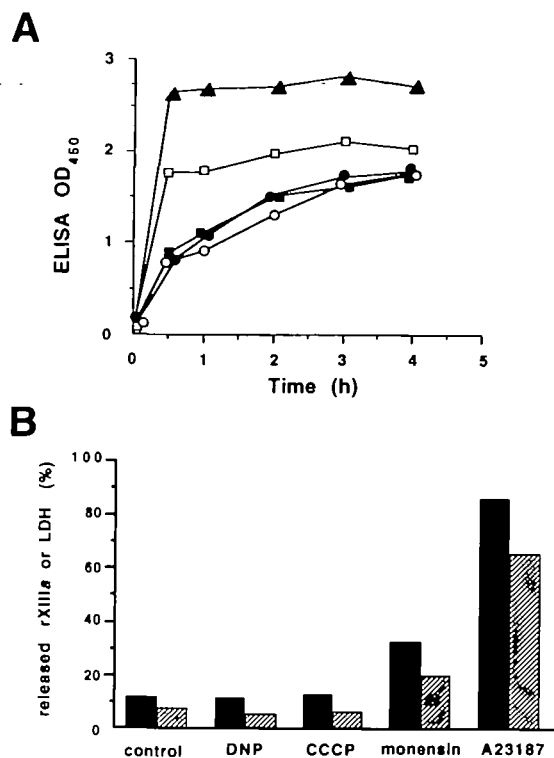 A
3
2
1
0
ELISA OD450
0 1 2 3 4 5
Time (h)
B
100
80
60
40
20
0
released rXIIIa or LDH (%)
control DNP CCCP monensin A23187